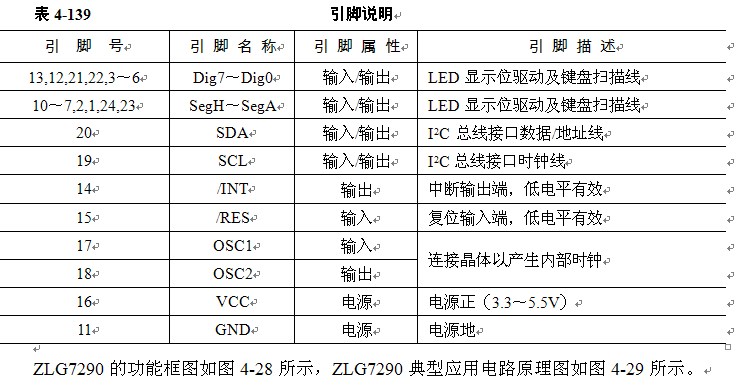 表 4-139 引脚说明
引 脚 号 引 脚 名 称 引 脚 属 性 引 脚 描 述
13,12,21,22,3～6 Dig7～Dig0 输入/输出 LED 显示位驱动及键盘扫描线
10～7,2,1,24,23 SegH～SegA 输入/输出 LED 显示位驱动及键盘扫描线
20 SDA 输入/输出 I²C 总线接口数据/地址线
19 SCL 输入/输出 I²C 总线接口时钟线
14 /INT 输出 中断输出端，低电平有效
15 /RES 输入 复位输入端，低电平有效
17 OSC1 输入 连接晶体以产生内部时钟
18 OSC2 输出
16 VCC 电源 电源正（3.3～5.5V）
11 GND 电源 电源地
ZLG7290 的功能框图如图 4-28 所示，ZLG7290 典型应用电路原理图如图 4-29 所示。